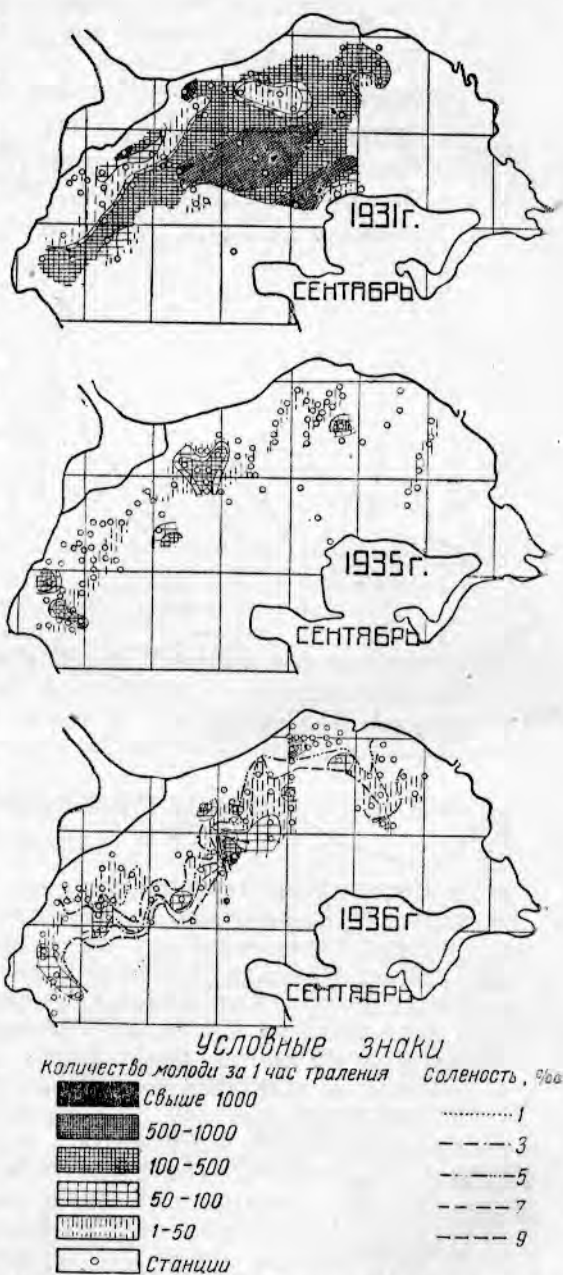 1931г.
СЕНТЯБРЬ
1935г.
СЕНТЯБРЬ
1936г
СЕНТЯБРЬ
Условные знаки
Количество молоди за 1 час траления
Соленость, ‰
Свыше 1000
500-1000
100-500
50-100
1-50
Станции
1
3
5
7
9